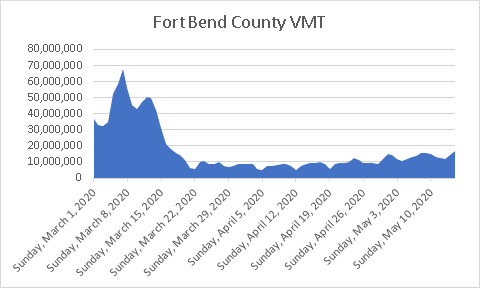 Fort Bend County VMT
80,000,000
70,000,000
60,000,000
50,000,000
40,000,000
30,000,000
20,000,000
10,000,000
0
Sunday, March 1, 2020
Sunday, March 8, 2020
Sunday, March 15, 2020
Sunday, March 22, 2020
Sunday, March 29, 2020
Sunday, April 5, 2020
Sunday, April 12, 2020
Sunday, April 19, 2020
Sunday, April 26, 2020
Sunday, May 3, 2020
Sunday, May 10, 2020